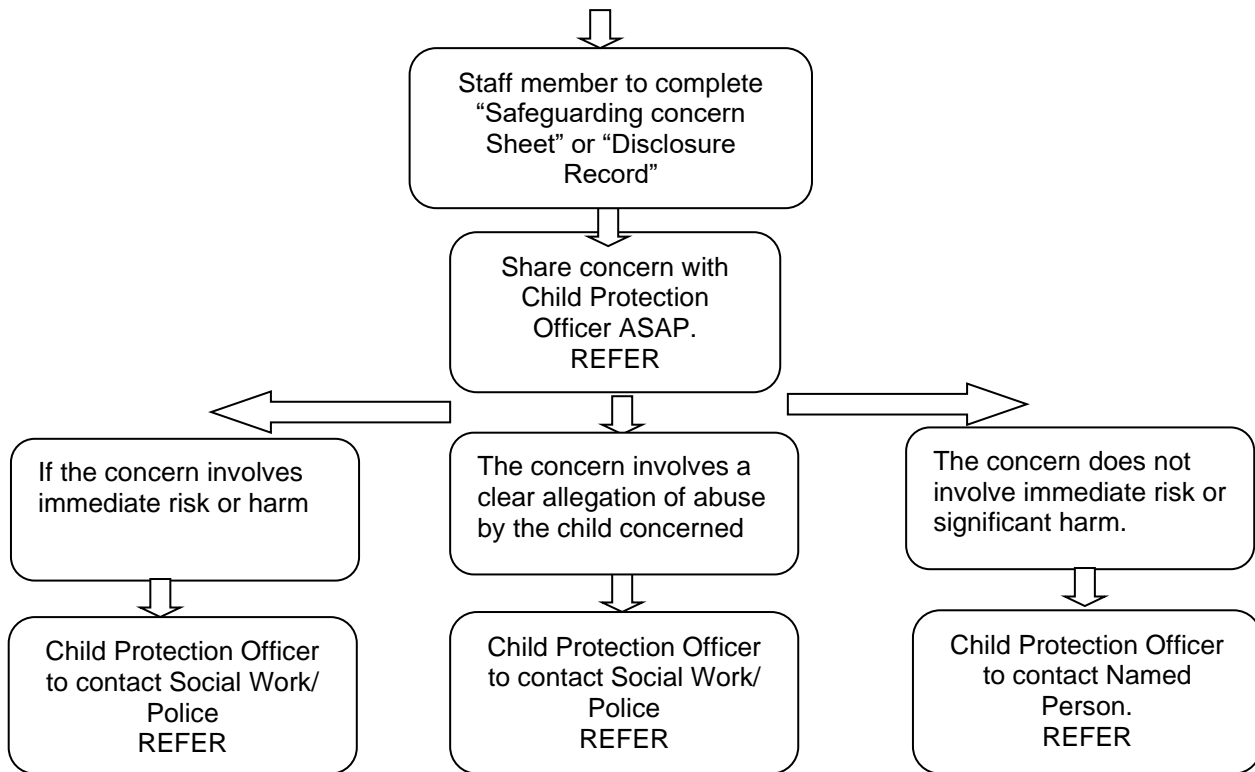 Staff member to complete
“Safeguarding concern
Sheet” or “Disclosure
Record”
Share concern with
Child Protection
Officer ASAP.
REFER
If the concern involves
immediate risk or harm
The concern involves a
clear allegation of abuse
by the child concerned
The concern does not
involve immediate risk or
significant harm.
Child Protection Officer
to contact Social Work/
Police
REFER
Child Protection Officer
to contact Social Work/
Police
REFER
Child Protection Officer
to contact Named
Person.
REFER